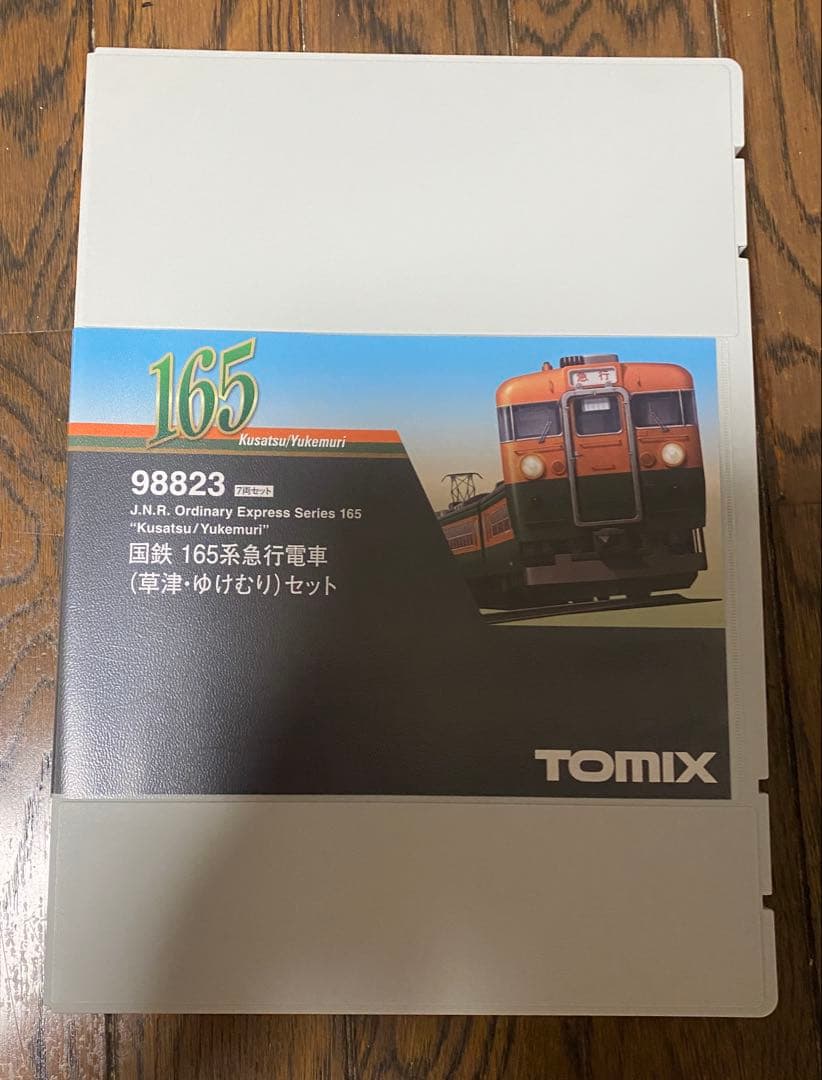 165
Kusatsu/Yukemuri
98823 7両セット
J.N.R. Ordinary Express Series 165
“Kusatsu/Yukemuri”
国鉄 165系急行電車
(草津・ゆけむり)セット
急行
TOMIX